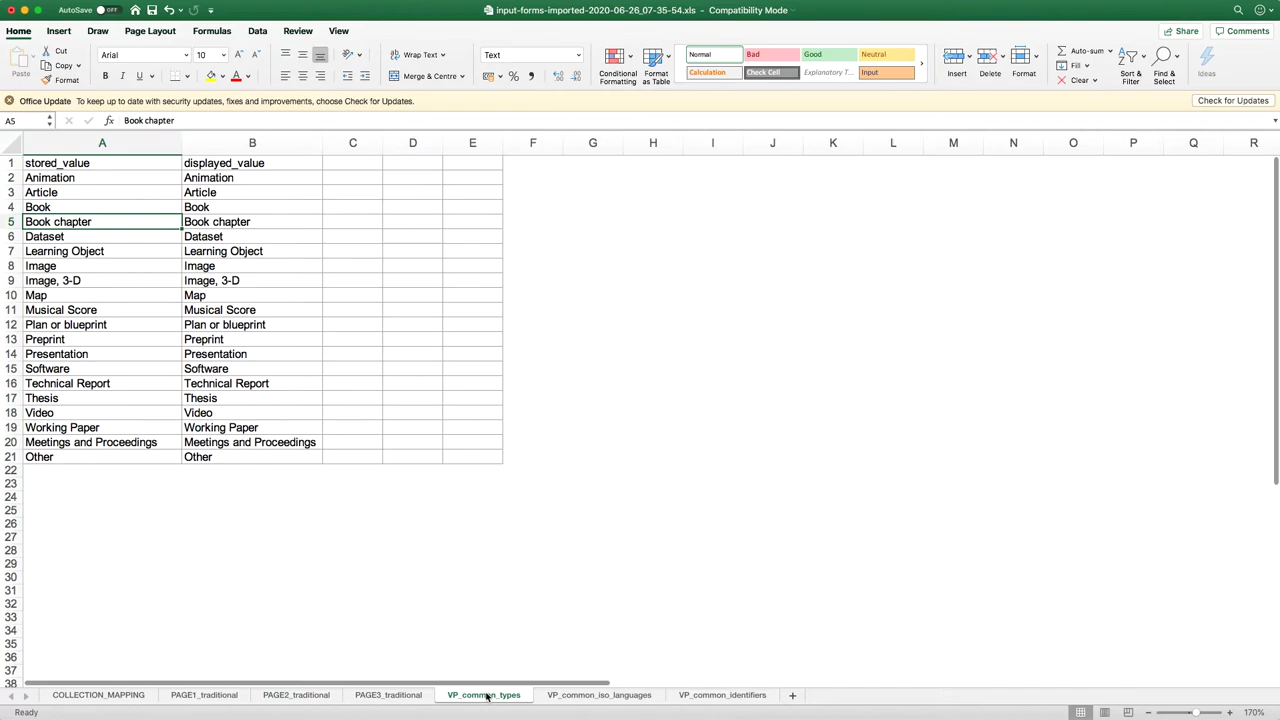 AutoSave OFF
input-forms-imported-2020-06-26_07-35-54.xls - Compatibility Mode
Home Insert Draw Page Layout Formulas Data Review View Share Comments
Paste Cut Copy Format
Arial 10
B I U
Wrap Text
Merge & Centre
Text
Conditional Formatting
Format as Table
Normal Bad Good Neutral
Calculation Check Cell Explanatory T... Input
Insert Delete Format
Auto-sum
Fill
Clear
Sort & Filter
Find & Select
Ideas
Office Update To keep up to date with security updates, fixes and improvements, choose Check for Updates. Check for Updates
A5 fx Book chapter
A B C D E F G H I J K L M N O P Q R
1 stored_value displayed_value
2 Animation Animation
3 Article Article
4 Book Book
5 Book chapter Book chapter
6 Dataset Dataset
7 Learning Object Learning Object
8 Image Image
9 Image, 3-D Image, 3-D
10 Map Map
11 Musical Score Musical Score
12 Plan or blueprint Plan or blueprint
13 Preprint Preprint
14 Presentation Presentation
15 Software Software
16 Technical Report Technical Report
17 Thesis Thesis
18 Video Video
19 Working Paper Working Paper
20 Meetings and Proceedings Meetings and Proceedings
21 Other Other
22
23
24
25
26
27
28
29
30
31
32
33
34
35
36
37
38
COLLECTION_MAPPING PAGE1_traditional PAGE2_traditional PAGE3_traditional VP_common_types VP_common_iso_languages VP_common_identifiers +
Ready 170%